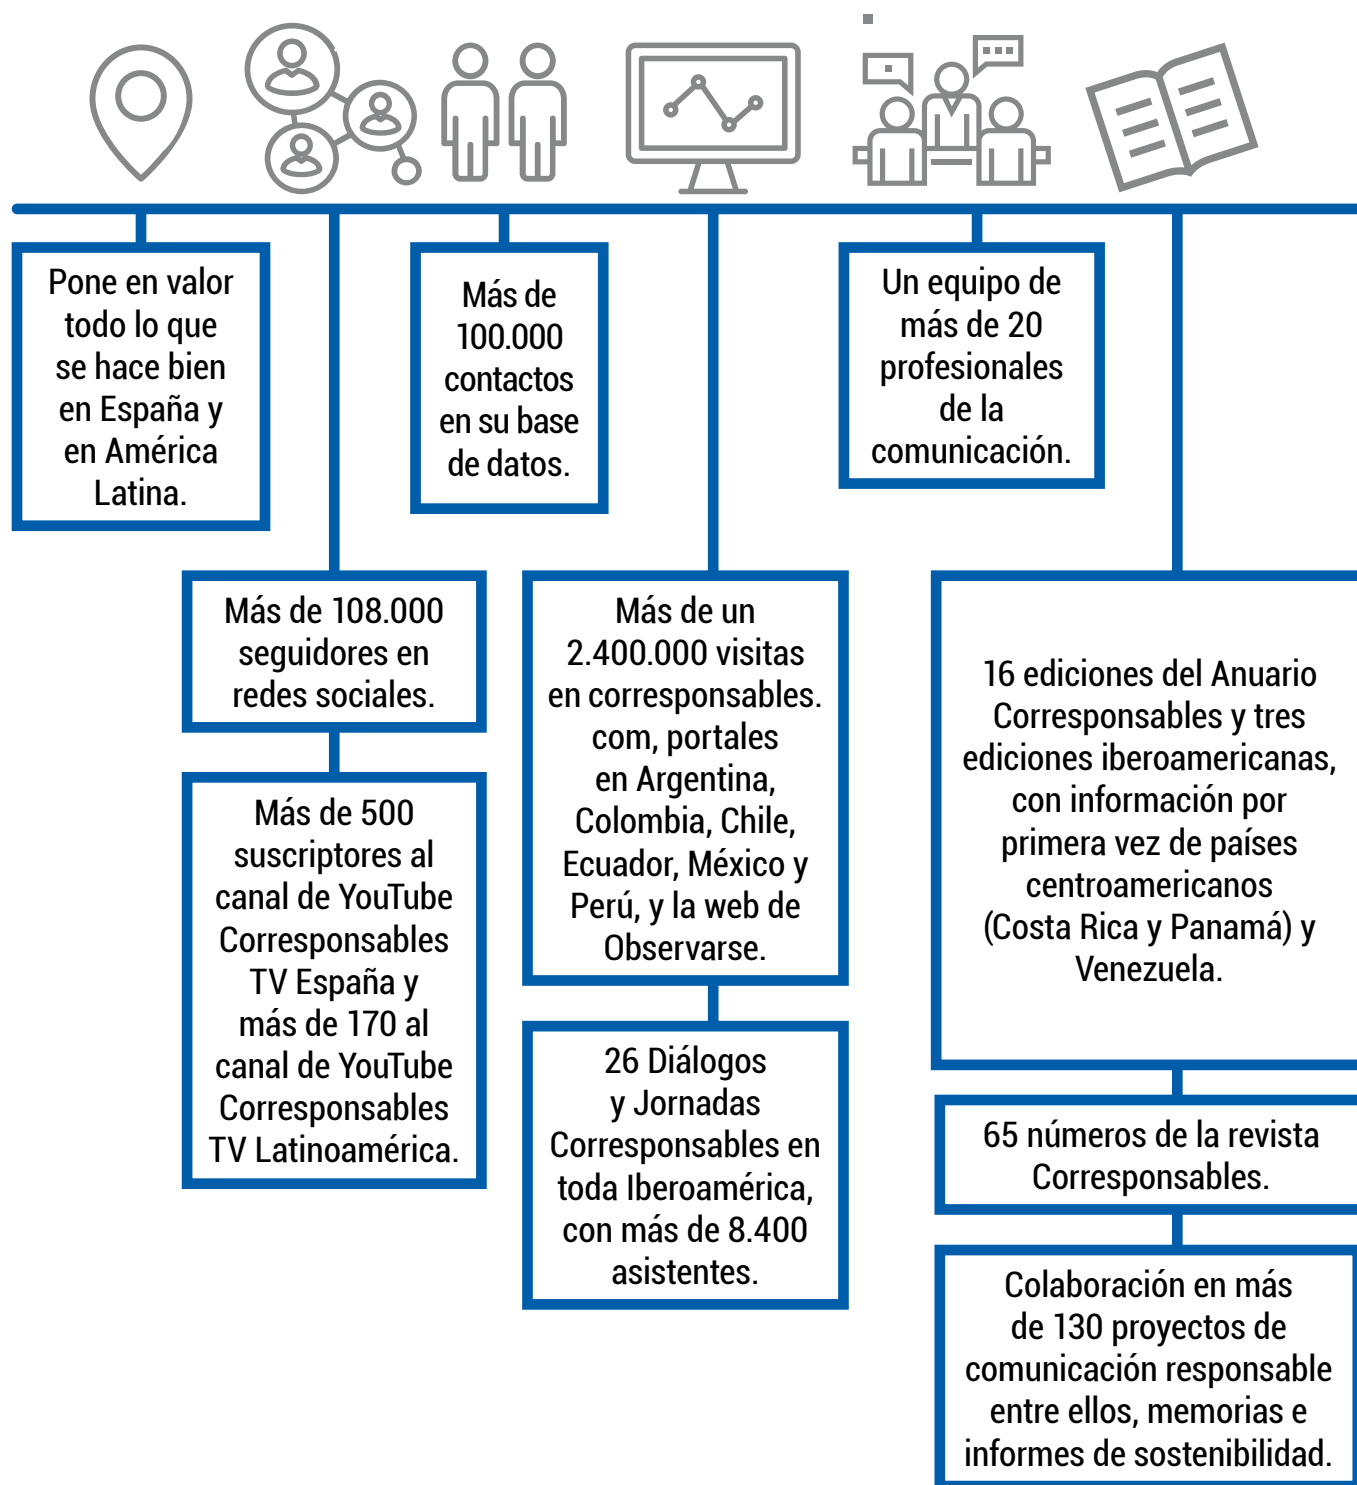 Pone en valor
todo lo que
se hace bien
en España y
en América
Latina.
Más de 108.000
seguidores en
redes sociales.
Más de 500
suscriptores al
canal de YouTube
Corresponsables
TV España y
más de 170 al
canal de YouTube
Corresponsables
TV Latinoamérica.
Más de
100.000
contactos
en su base
de datos.
Más de un
2.400.000 visitas
en corresponsables.
com, portales
en Argentina,
Colombia, Chile,
Ecuador, México y
Perú, y la web de
Observarse.
26 Diálogos
y Jornadas
Corresponsables en
toda Iberoamérica,
con más de 8.400
asistentes.
Un equipo de
más de 20
profesionales
de la
comunicación.
16 ediciones del Anuario
Corresponsables y tres
ediciones iberoamericanas,
con información por
primera vez de países
centroamericanos
(Costa Rica y Panamá) y
Venezuela.
65 números de la revista
Corresponsables.
Colaboración en más
de 130 proyectos de
comunicación responsable
entre ellos, memorias e
informes de sostenibilidad.